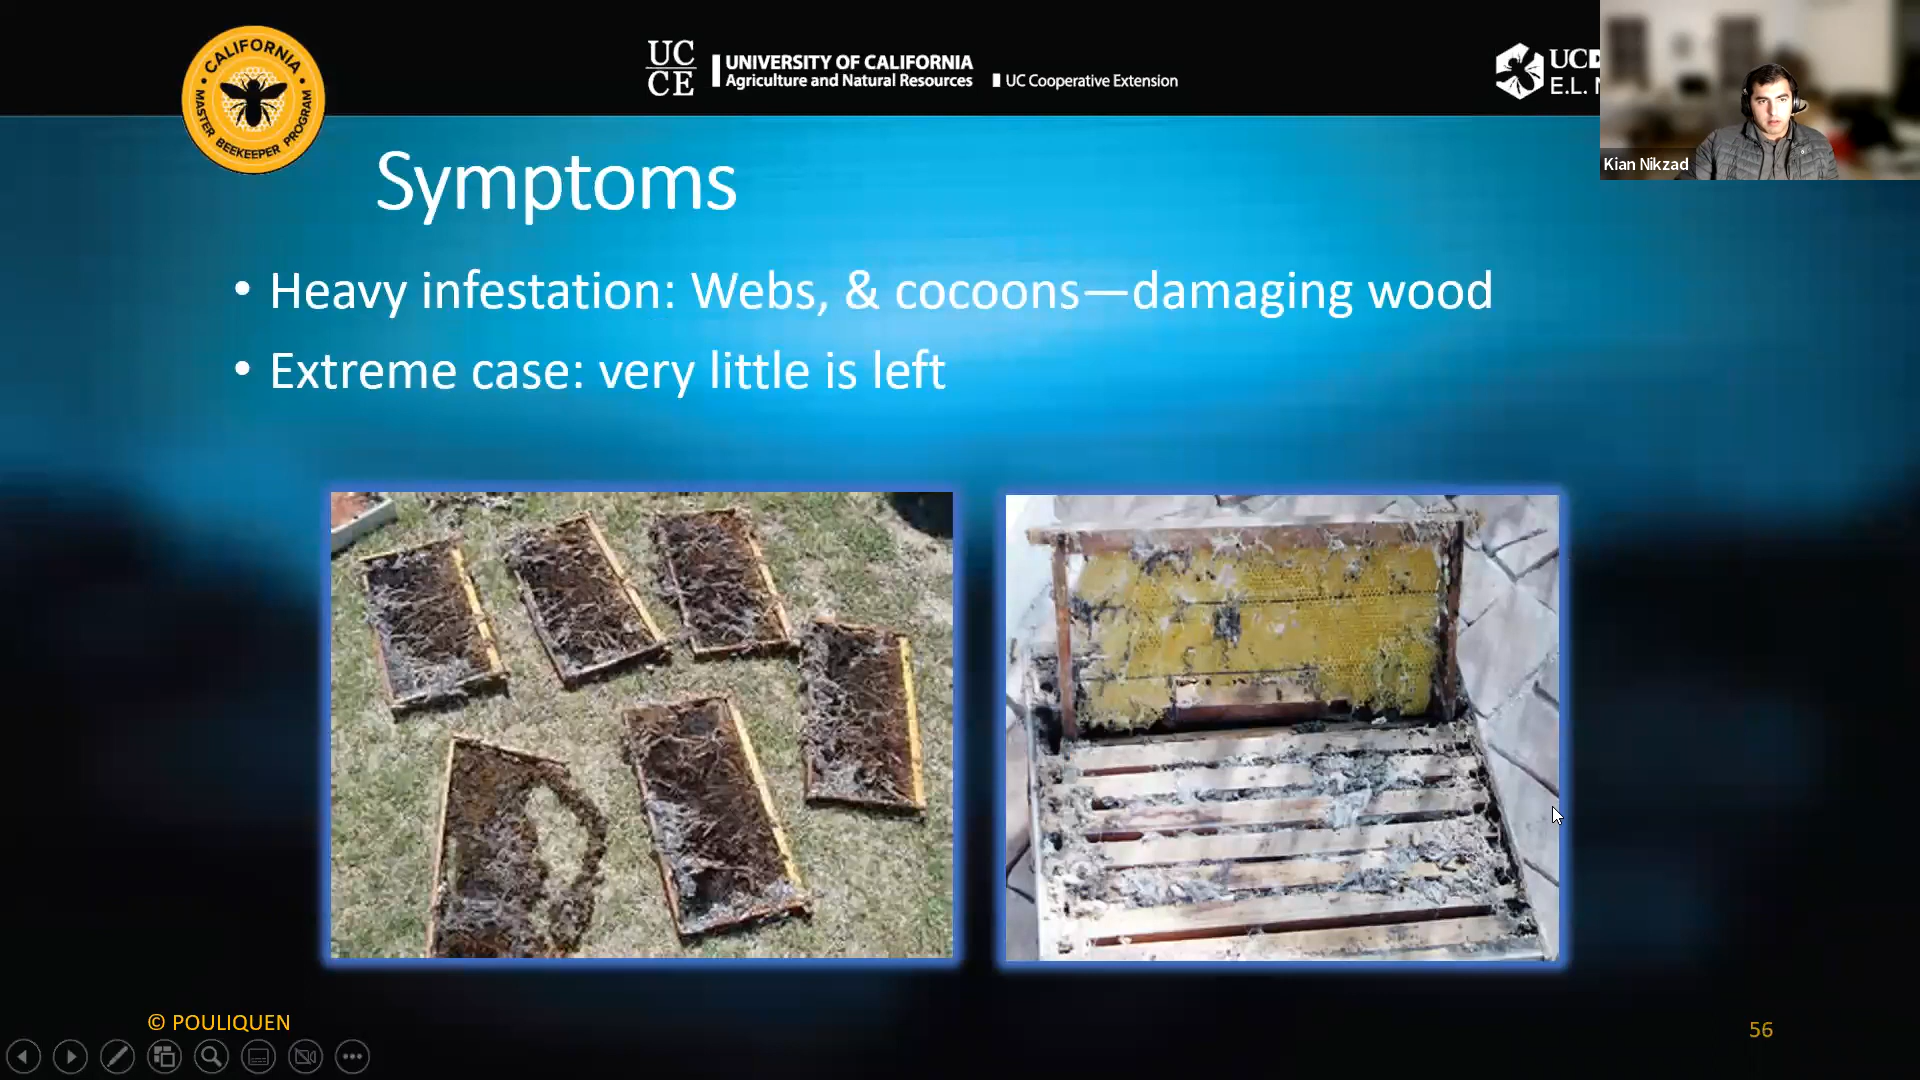 CALIFORNIA
MASTER BEEKEEPER PROGRAM
UC
CE
UNIVERSITY OF CALIFORNIA
Agriculture and Natural Resources
UC Cooperative Extension
UCD
E.L.
Kian Nikzad
Symptoms
• Heavy infestation: Webs, & cocoons—damaging wood
• Extreme case: very little is left
© POULIQUEN
56